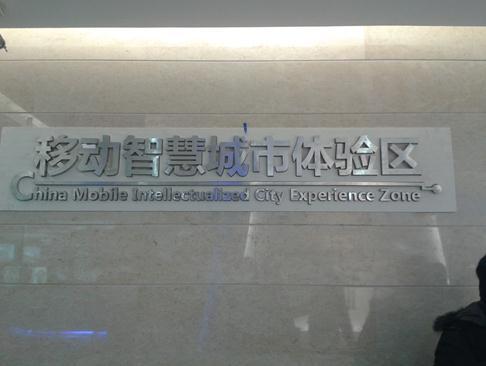 移动智慧城市体验区
China Mobile Intellectualized City Experience Zone